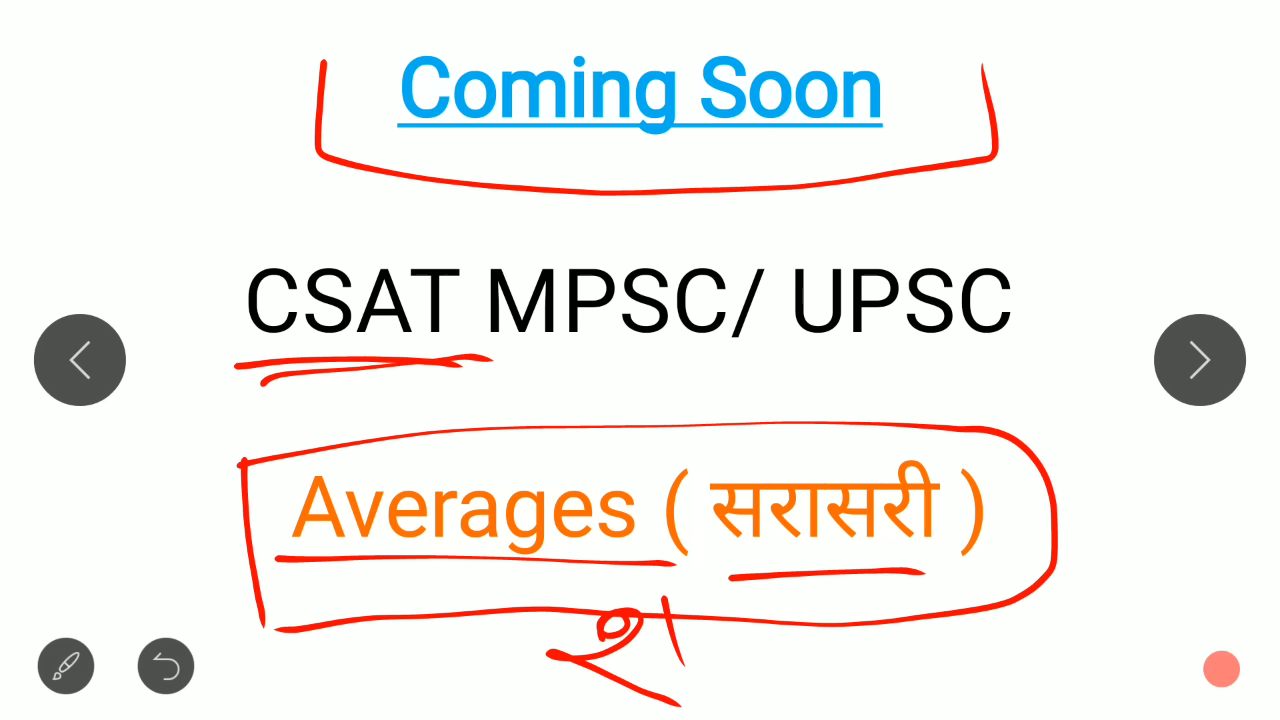 Coming Soon
CSAT MPSC/ UPSC
Averages ( सरासरी )